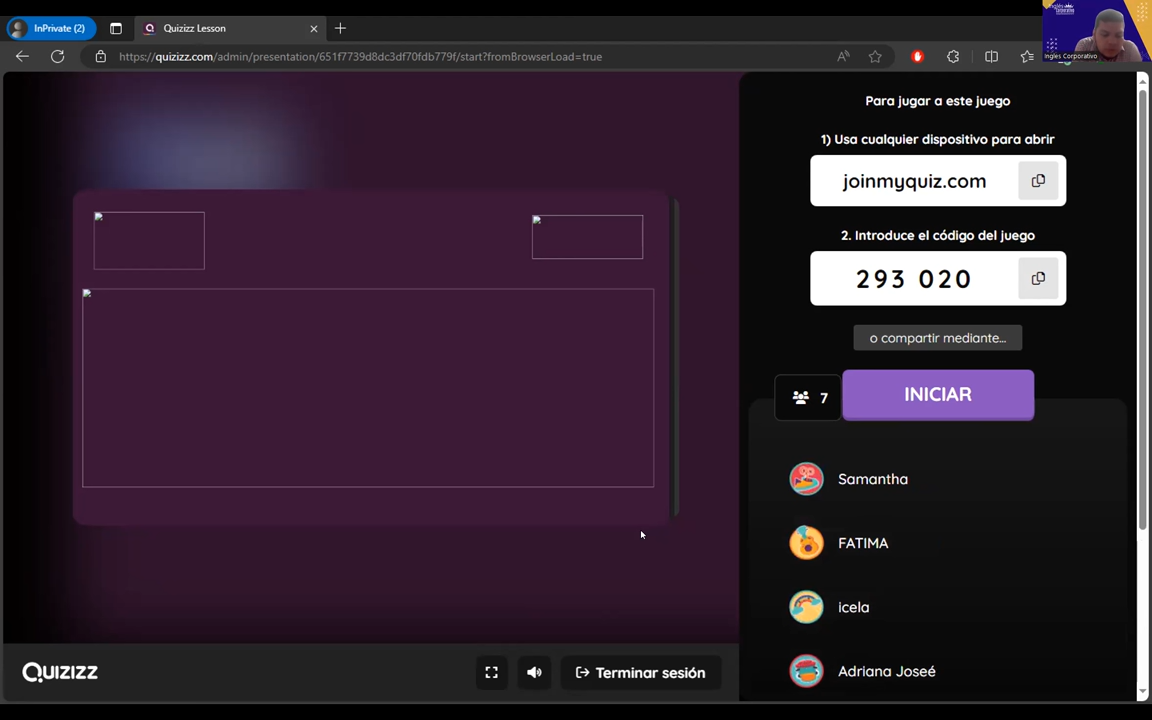 InPrivate (2)
Quizizz Lesson
https://quizizz.com/admin/presentation/651f7739d8dc3df70fdb779f/start?fromBrowserLoad=true
Inglés Corporativo
Para jugar a este juego
1) Usa cualquier dispositivo para abrir
joinmyquiz.com
2. Introduce el código del juego
293 020
o compartir mediante...
7
INICIAR
Samantha
FATIMA
icela
Adriana Joseé
Quizizz
Terminar sesión